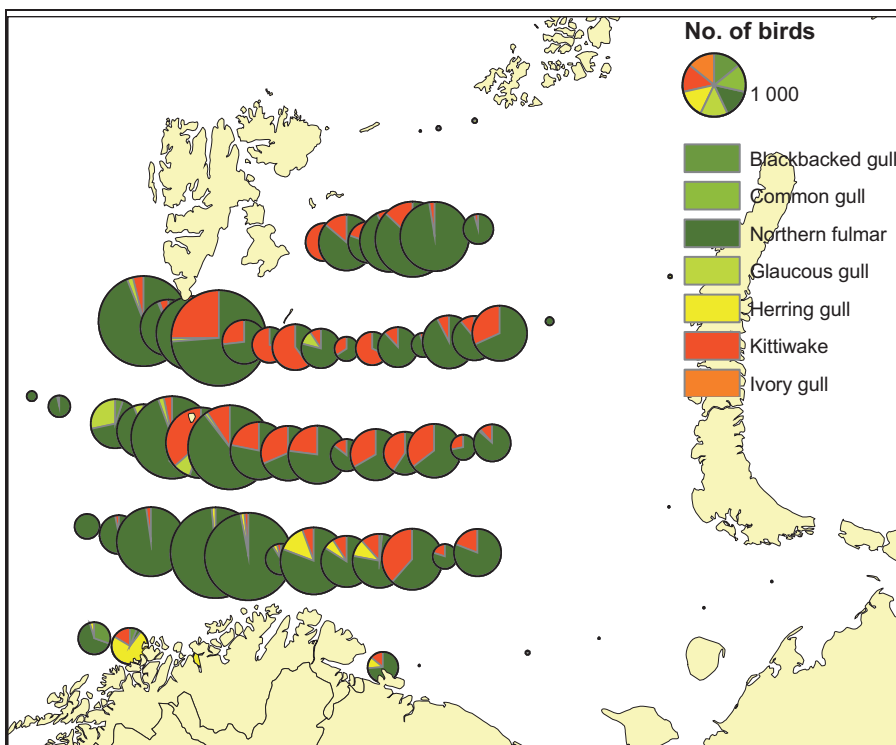 No. of birds
1 000
Blackbacked gull
Common gull
Northern fulmar
Glaucous gull
Herring gull
Kittiwake
Ivory gull